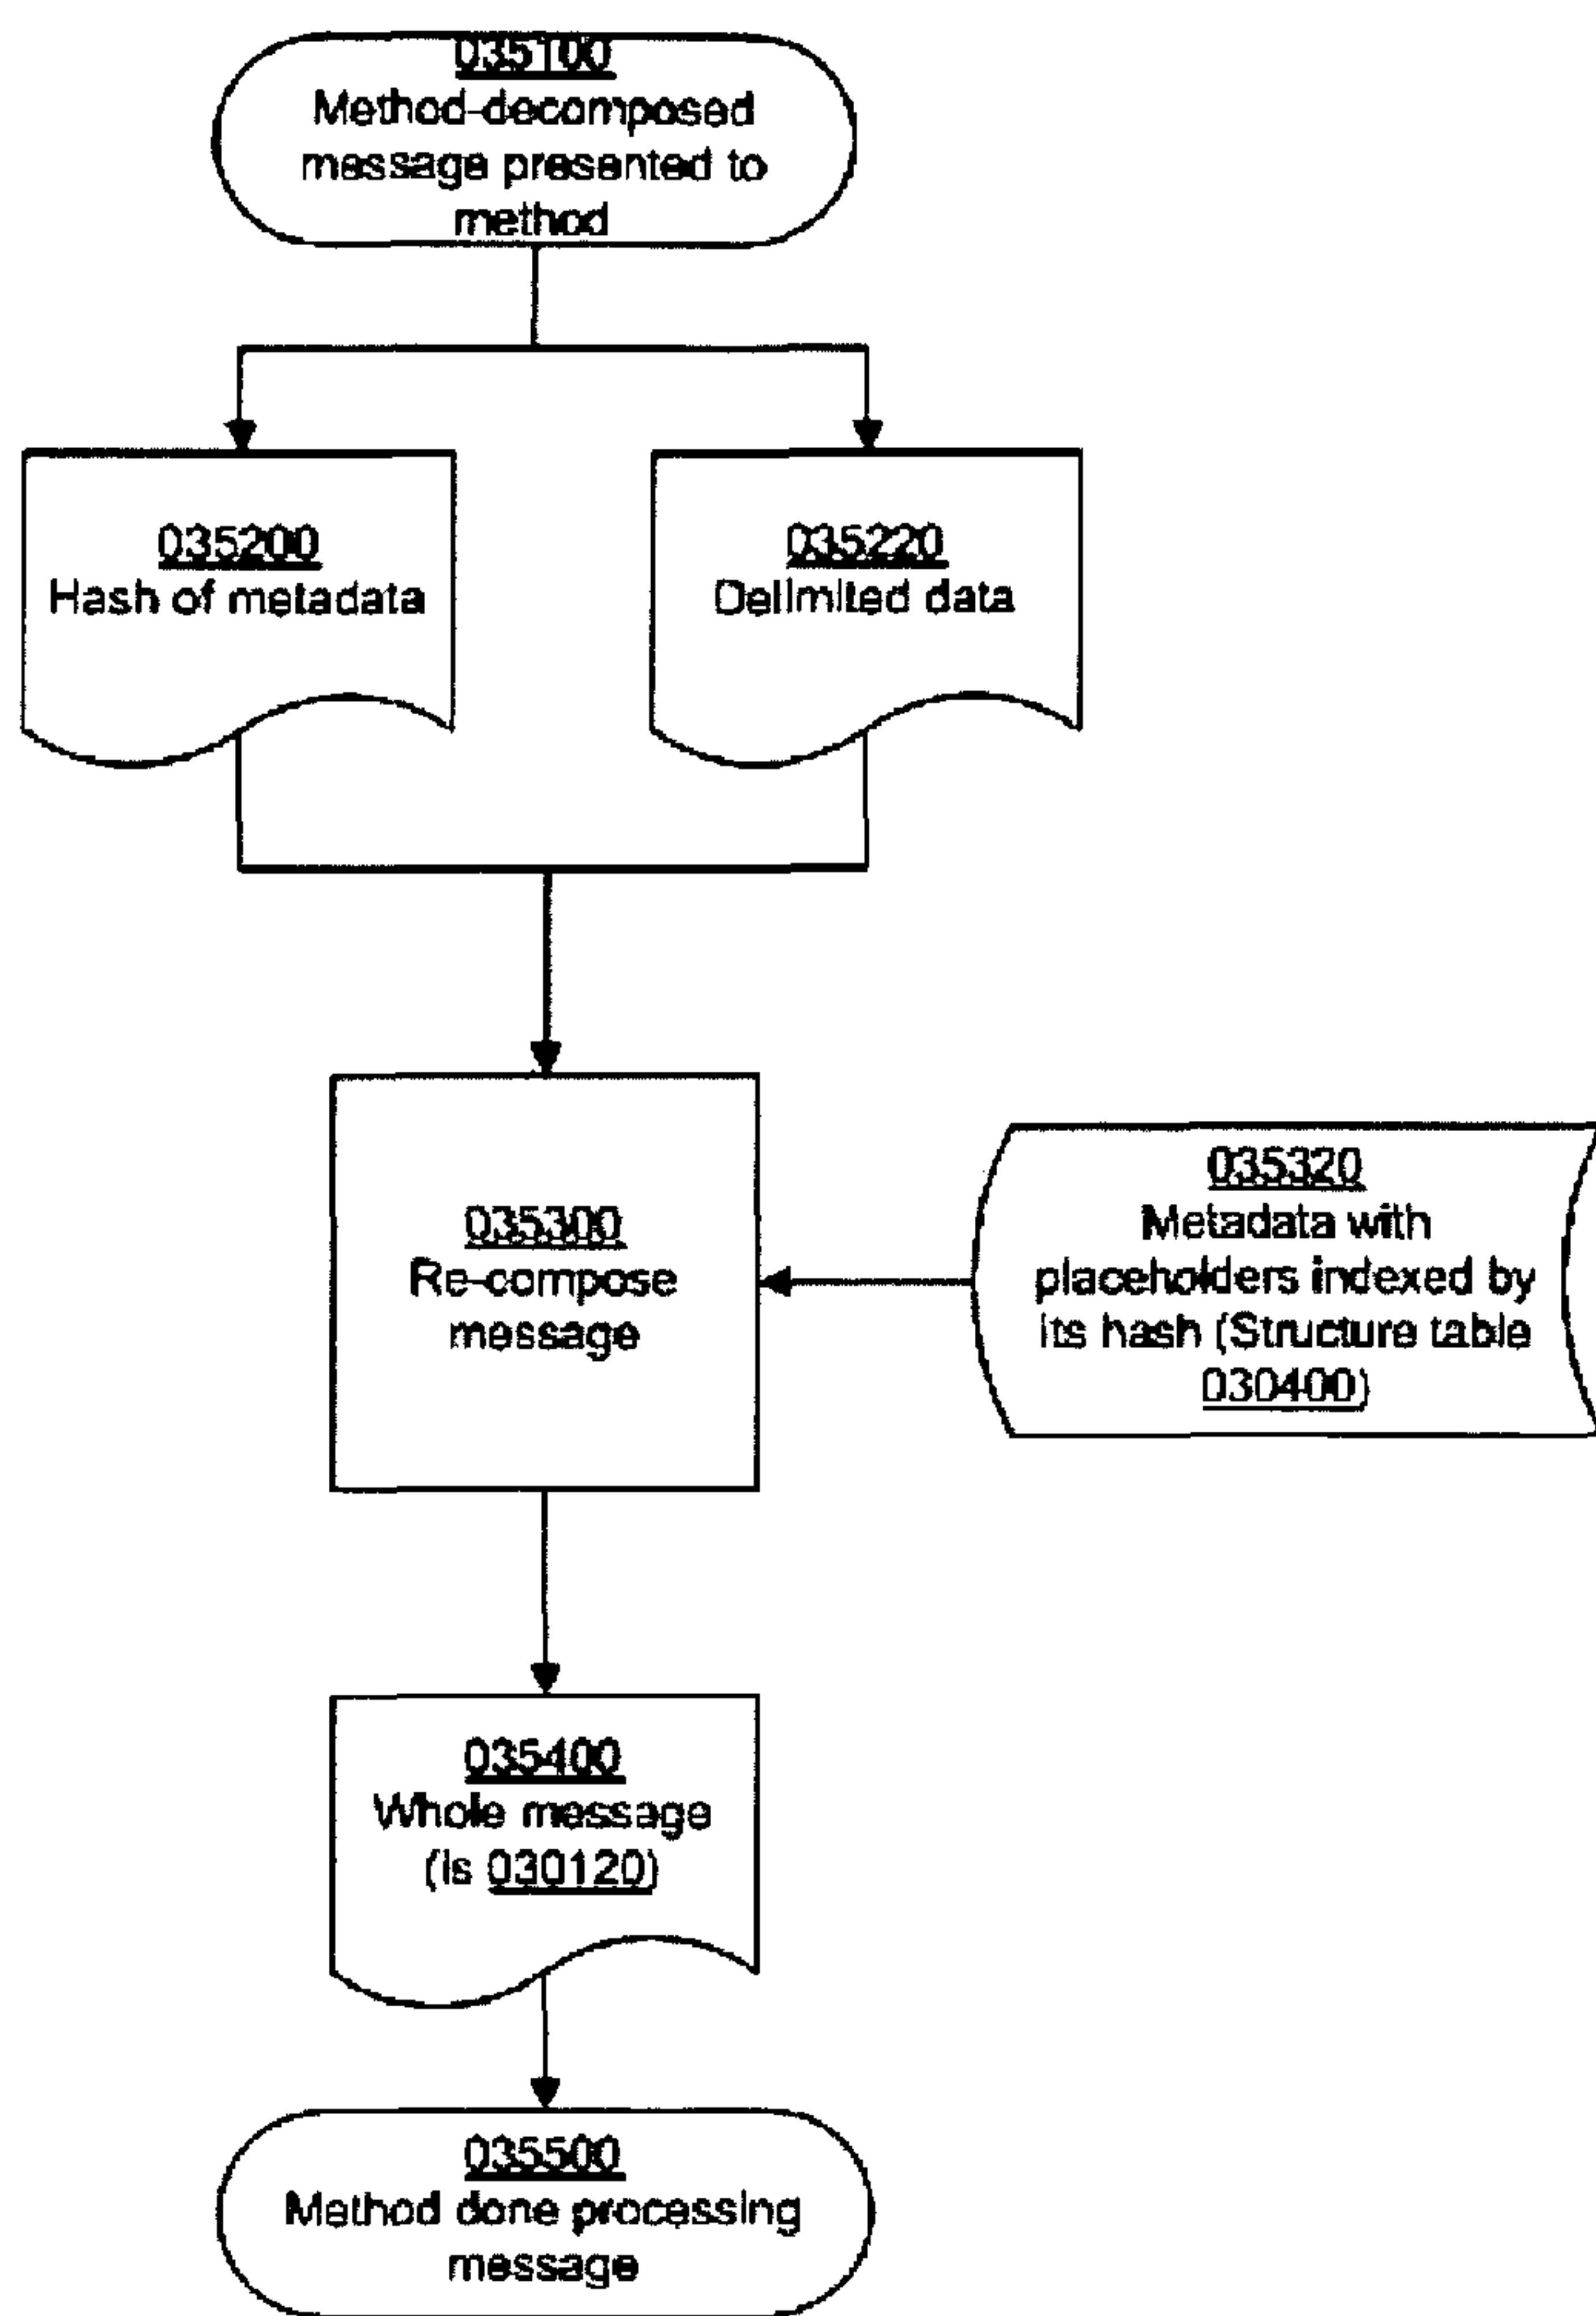 035100
Method-decomposed
message presented to
method
035200
Hash of metadata
035220
Delimited data
035300
Re-compose
message
035320
Metadata with
placeholders indexed by
its hash (Structure table
030400)
035400
Whole message
(is 030120)
035500
Method done processing
message